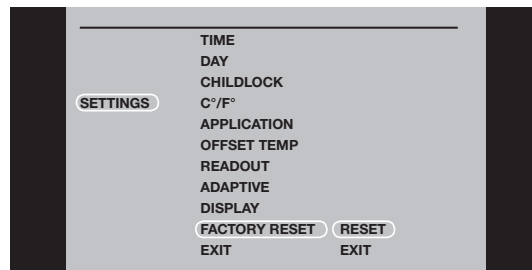 TIME
DAY
CHILDLOCK
SETTINGS C°/F°
APPLICATION
OFFSET TEMP
READOUT
ADAPTIVE
DISPLAY
FACTORY RESET RESET
EXIT EXIT